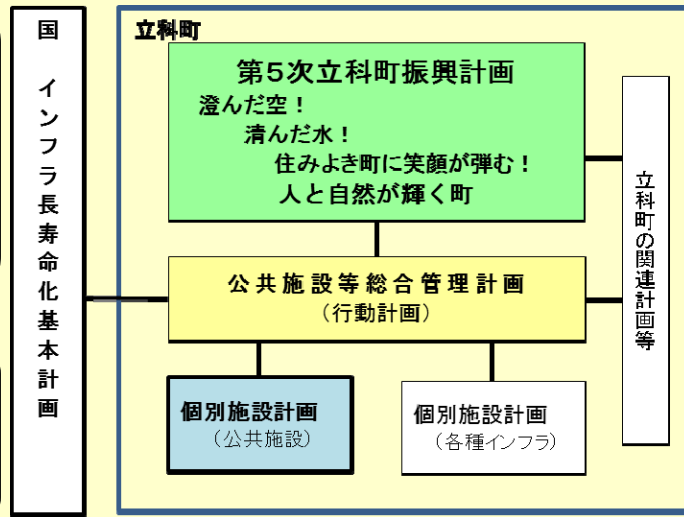 国 インフラ長寿命化基本計画
立科町
第5次立科町振興計画
澄んだ空！
清んだ水！
住みよき町に笑顔が弾む！
人と自然が輝く町
立科町の関連計画等
公共施設等総合管理計画
（行動計画）
個別施設計画
（公共施設）
個別施設計画
（各種インフラ）